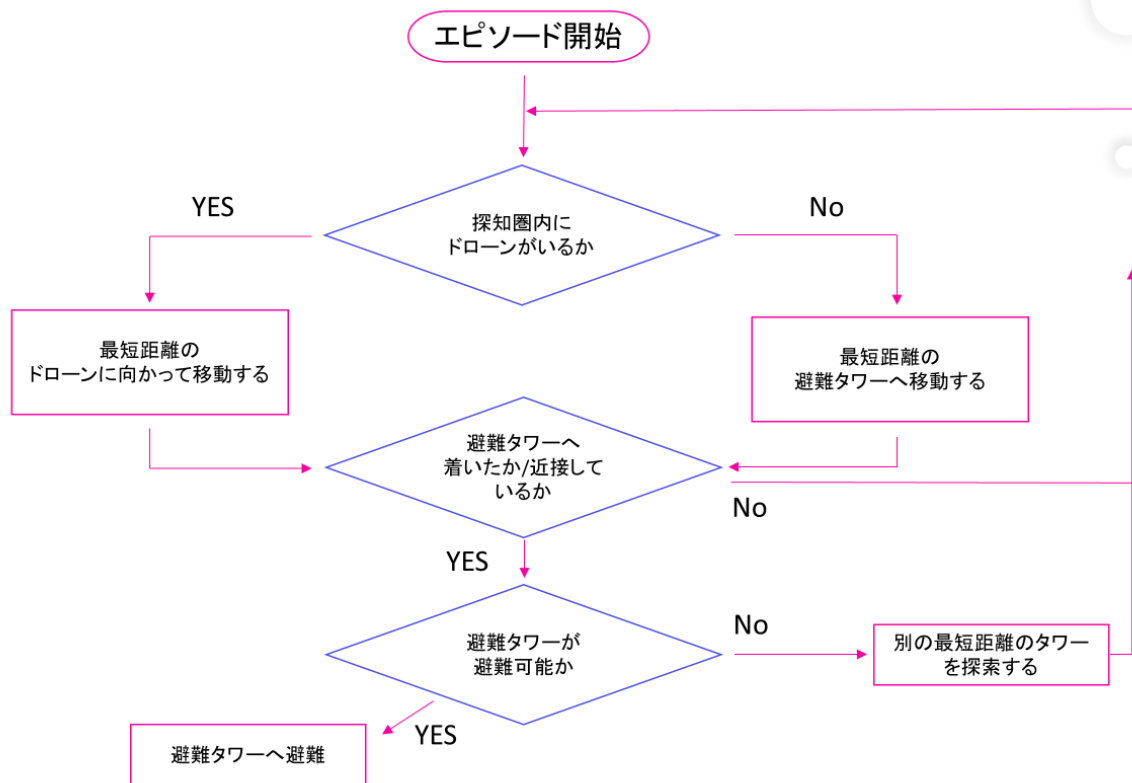 エピソード開始
YES
No
探知圏内に
ドローンがいるか
最短距離の
ドローンに向かって移動する
最短距離の
避難タワーへ移動する
避難タワーへ
着いたか/近接して
いるか
No
YES
避難タワーが
避難可能か
No
別の最短距離のタワー
を探索する
YES
避難タワーへ避難